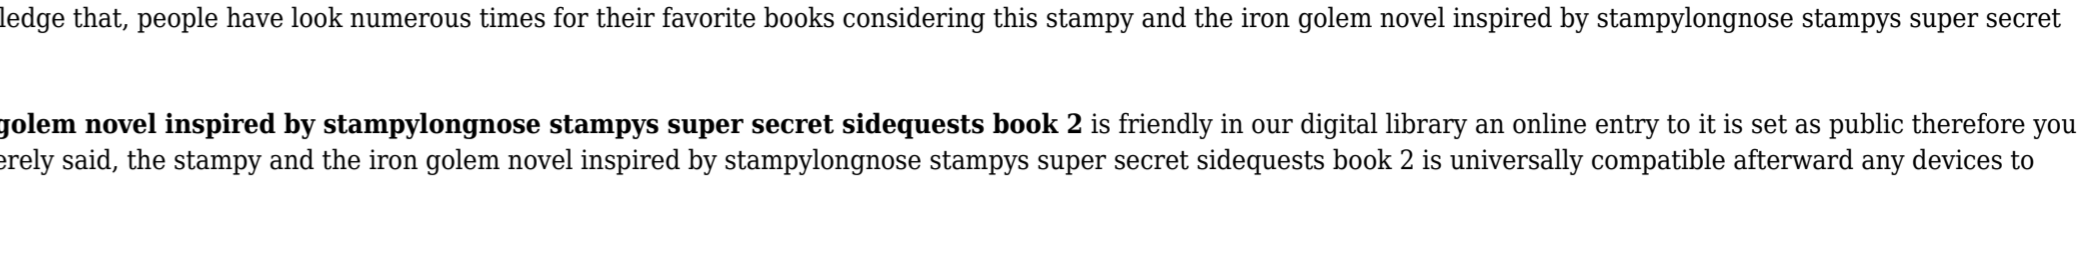 ledge that, people have look numerous times for their favorite books considering this stampy and the iron golem novel inspired by stampylongnose stampys super secret
golem novel inspired by stampylongnose stampys super secret sidequests book 2 is friendly in our digital library an online entry to it is set as public therefore you
erely said, the stampy and the iron golem novel inspired by stampylongnose stampys super secret sidequests book 2 is universally compatible afterward any devices to